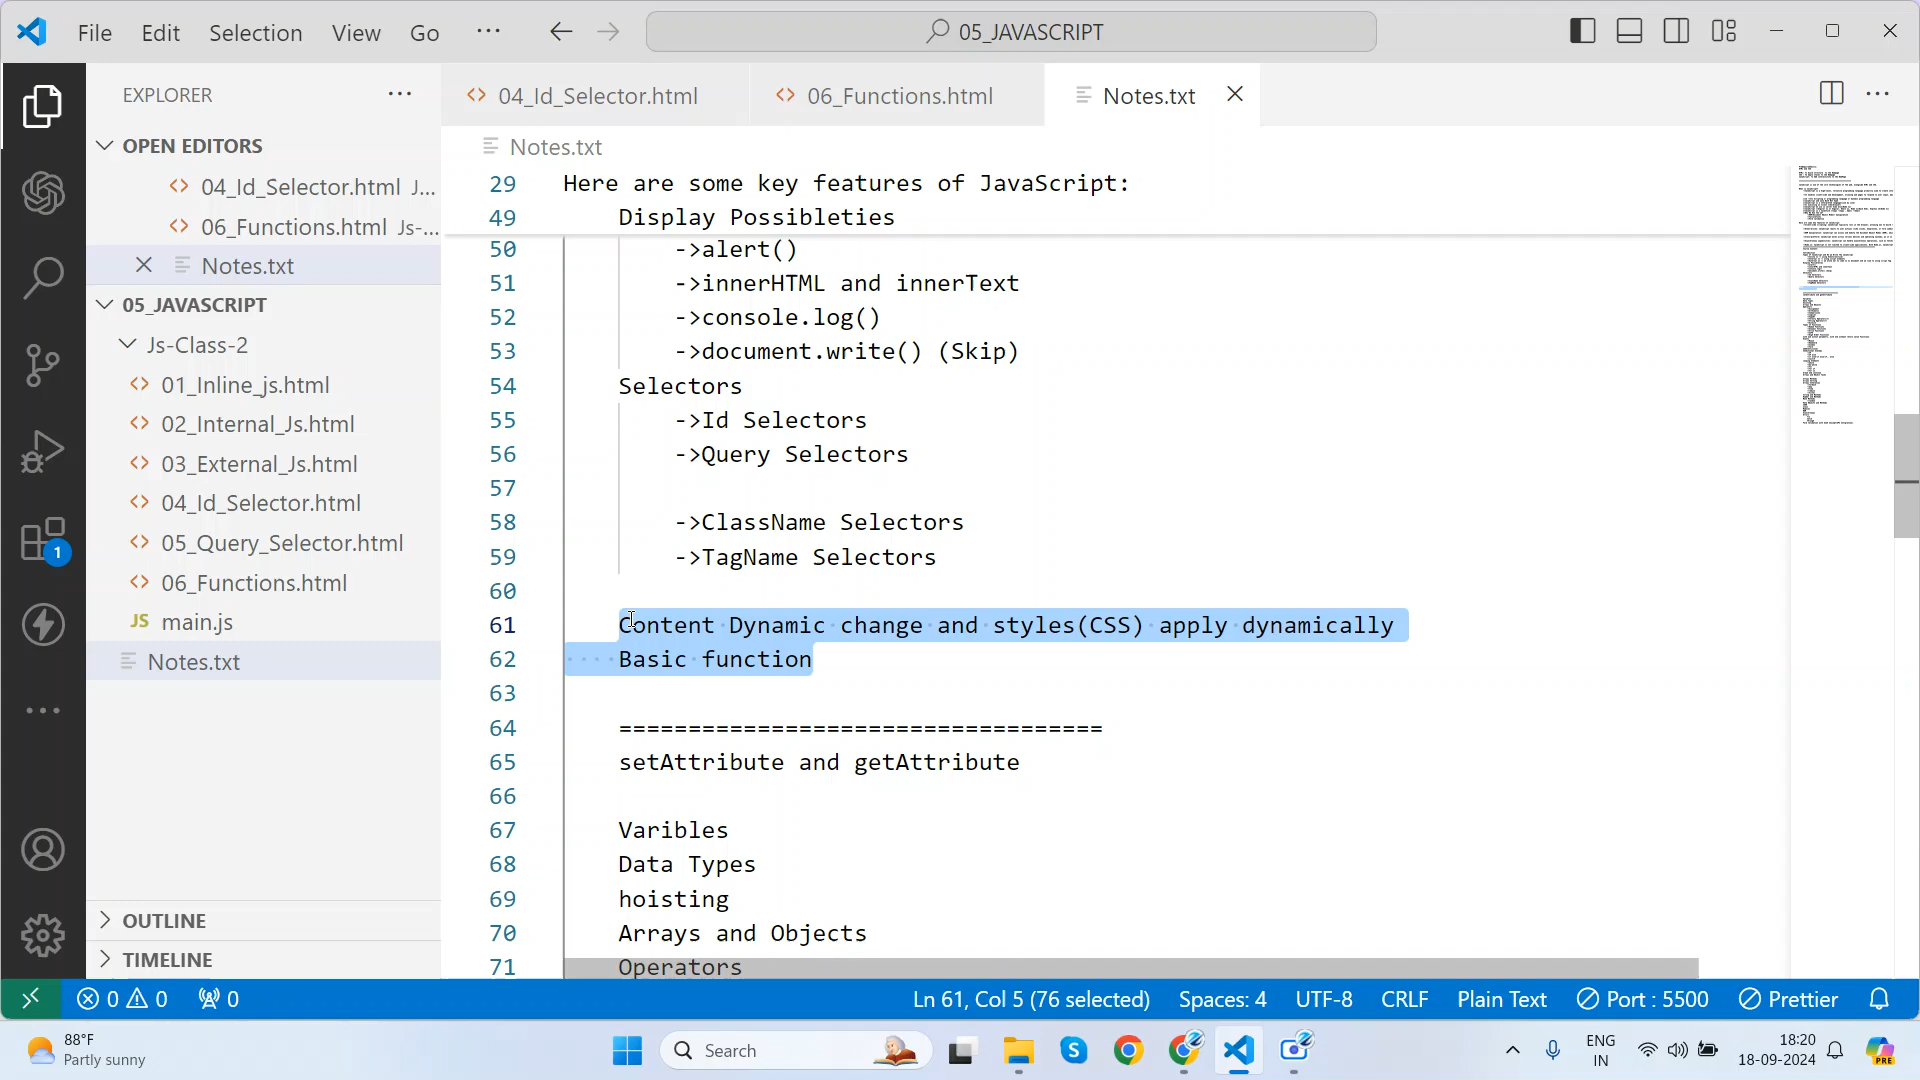 File Edit Selection View Go ··· 05_JAVASCRIPT
EXPLORER ···
OPEN EDITORS
04_Id_Selector.html J...
06_Functions.html Js-...
Notes.txt
05_JAVASCRIPT
Js-Class-2
01_Inline_js.html
02_Internal_Js.html
03_External_Js.html
04_Id_Selector.html
05_Query_Selector.html
06_Functions.html
JS main.js
Notes.txt
OUTLINE
TIMELINE
1
04_Id_Selector.html 06_Functions.html Notes.txt
Notes.txt
29 Here are some key features of JavaScript:
49 Display Possibleties
50 ->alert()
51 ->innerHTML and innerText
52 ->console.log()
53 ->document.write() (Skip)
54 Selectors
55 ->Id Selectors
56 ->Query Selectors
57
58 ->ClassName Selectors
59 ->TagName Selectors
60
61 Content Dynamic change and styles(CSS) apply dynamically
62 Basic function
63
64 ===================================
65 setAttribute and getAttribute
66
67 Varibles
68 Data Types
69 hoisting
70 Arrays and Objects
71 Operators
0 0 0 Ln 61, Col 5 (76 selected) Spaces: 4 UTF-8 CRLF Plain Text Port : 5500 Prettier
88°F
Partly sunny
Search
ENG
IN
18:20
18-09-2024
PRE